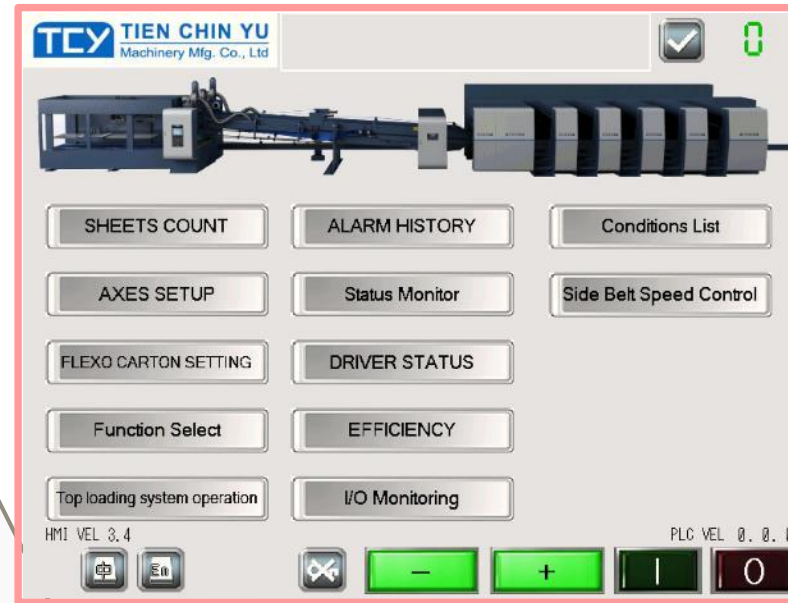 TCY TIEN CHIN YU
Machinery Mfg. Co., Ltd
0
SHEETS COUNT
ALARM HISTORY
Conditions List
AXES SETUP
Status Monitor
Side Belt Speed Control
FLEXO CARTON SETTING
DRIVER STATUS
Function Select
EFFICIENCY
Top loading system operation
I/O Monitoring
HMI VEL 3.4
PLC VEL 0. 0.
中
En
−
+
|
O